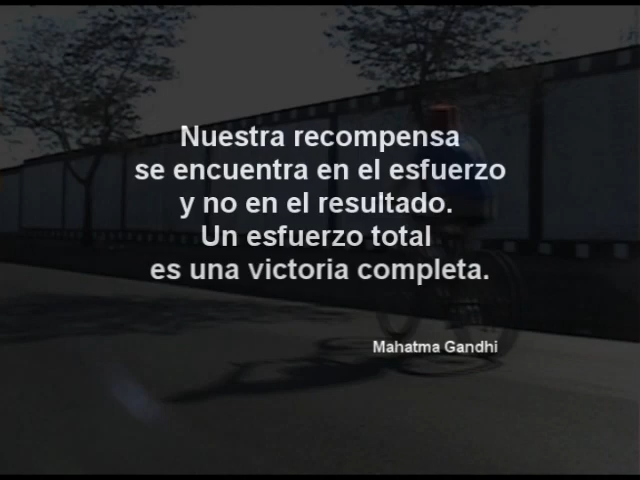 Nuestra recompensa
se encuentra en el esfuerzo
y no en el resultado.
Un esfuerzo total
es una victoria completa.
Mahatma Gandhi